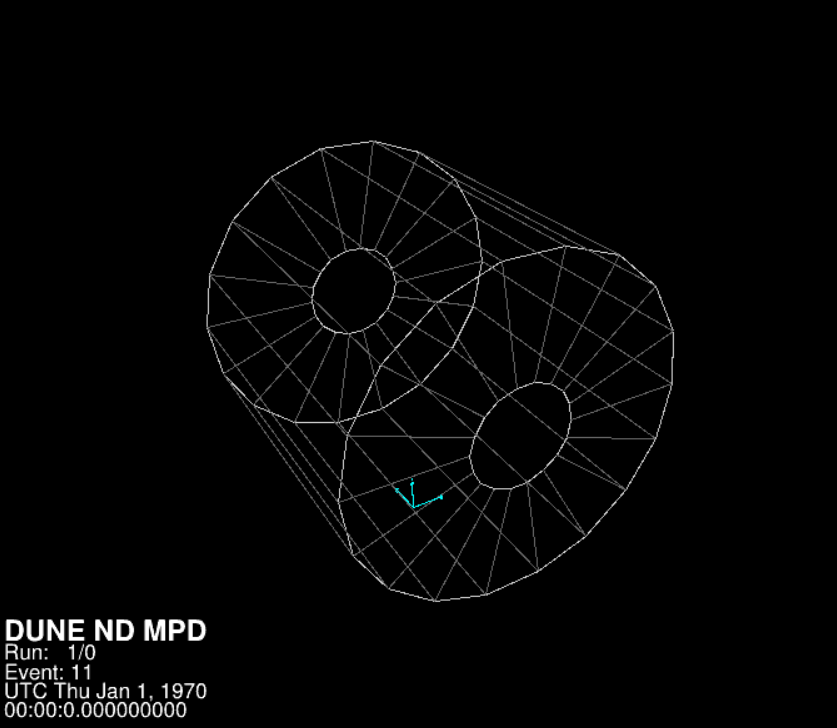 DUNE ND MPD
Run: 1/0
Event: 11
UTC Thu Jan 1, 1970
00:00:0.000000000